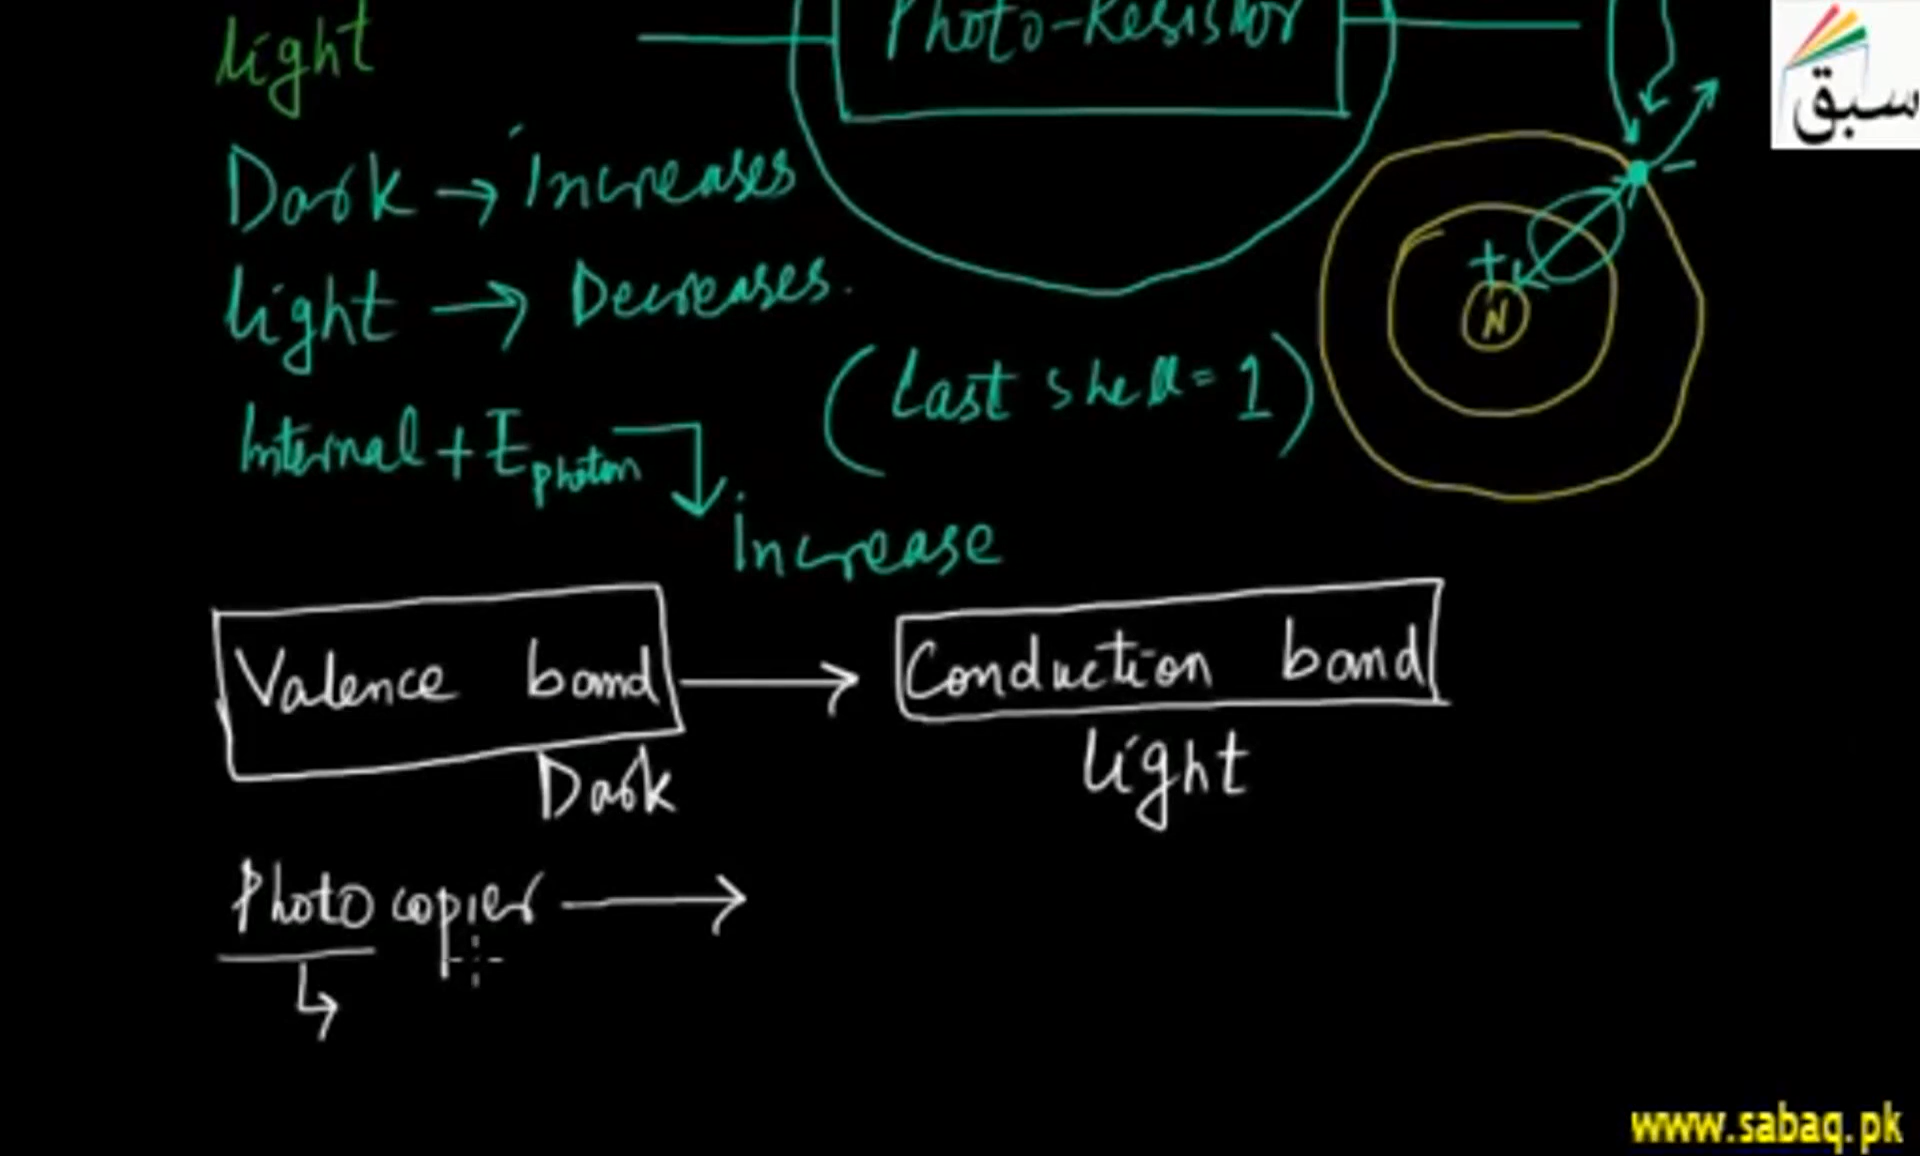 light
Photo-Resistor
سبق
Dark → Increases
light → Decreases.
-
+
N
(Last shell = 1)
Internal + E photon
increase
Valence band → Conduction band
Dark
light
Photo copier →
www.sabaq.pk